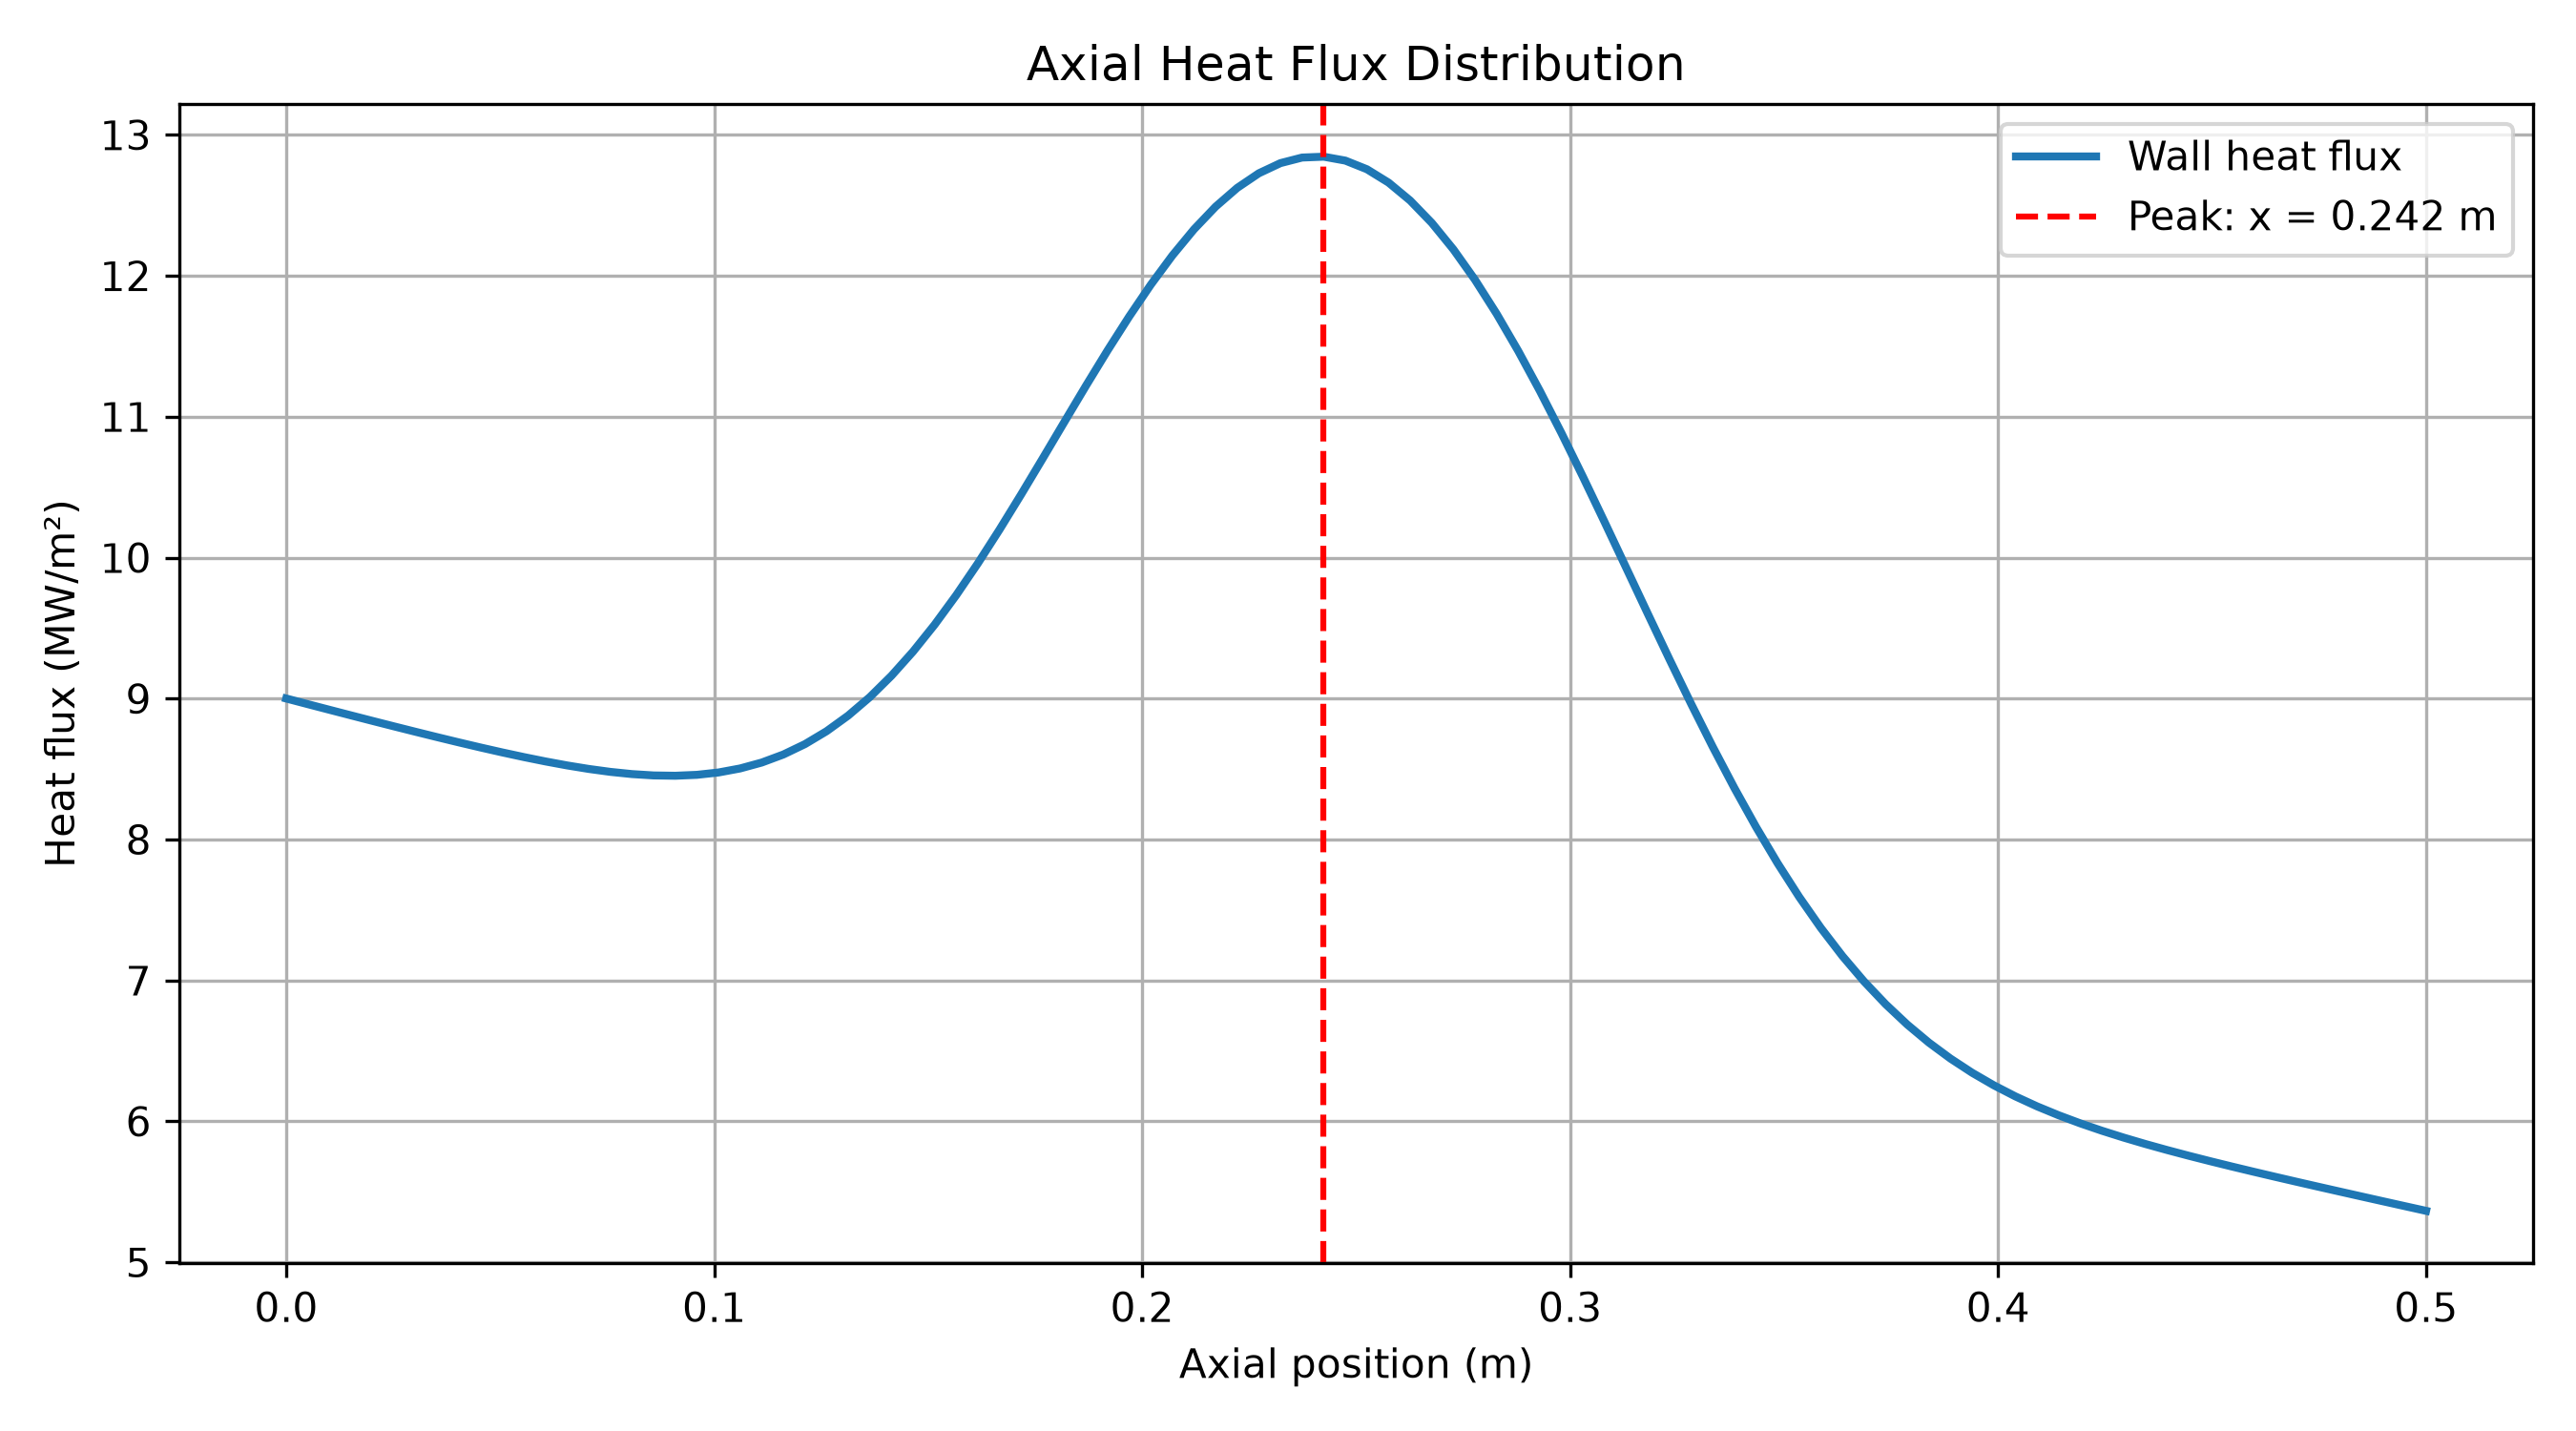 Axial Heat Flux Distribution
13
12
11
10
9
8
7
6
5
Heat flux (MW/m²)
Wall heat flux
Peak: x = 0.242 m
0.0 0.1 0.2 0.3 0.4 0.5
Axial position (m)